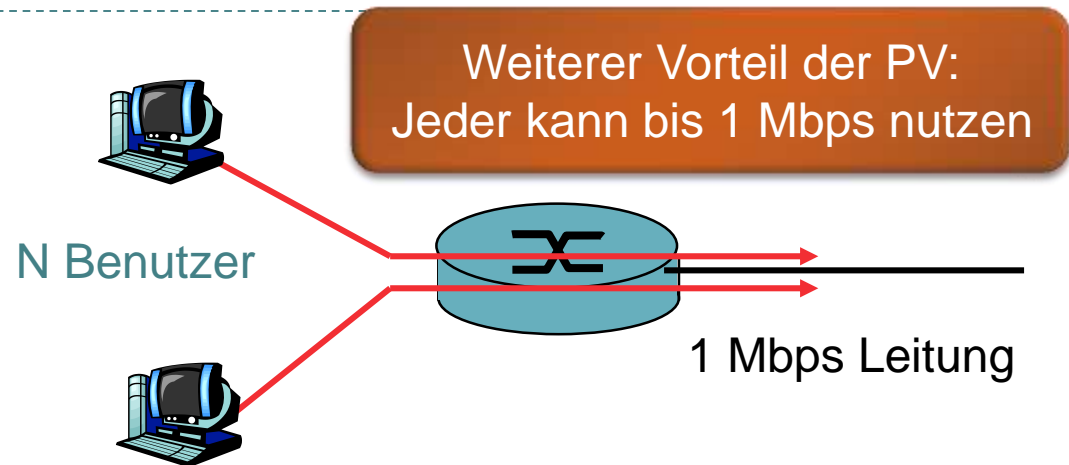 Weiterer Vorteil der PV:
Jeder kann bis 1 Mbps nutzen
N Benutzer
1 Mbps Leitung